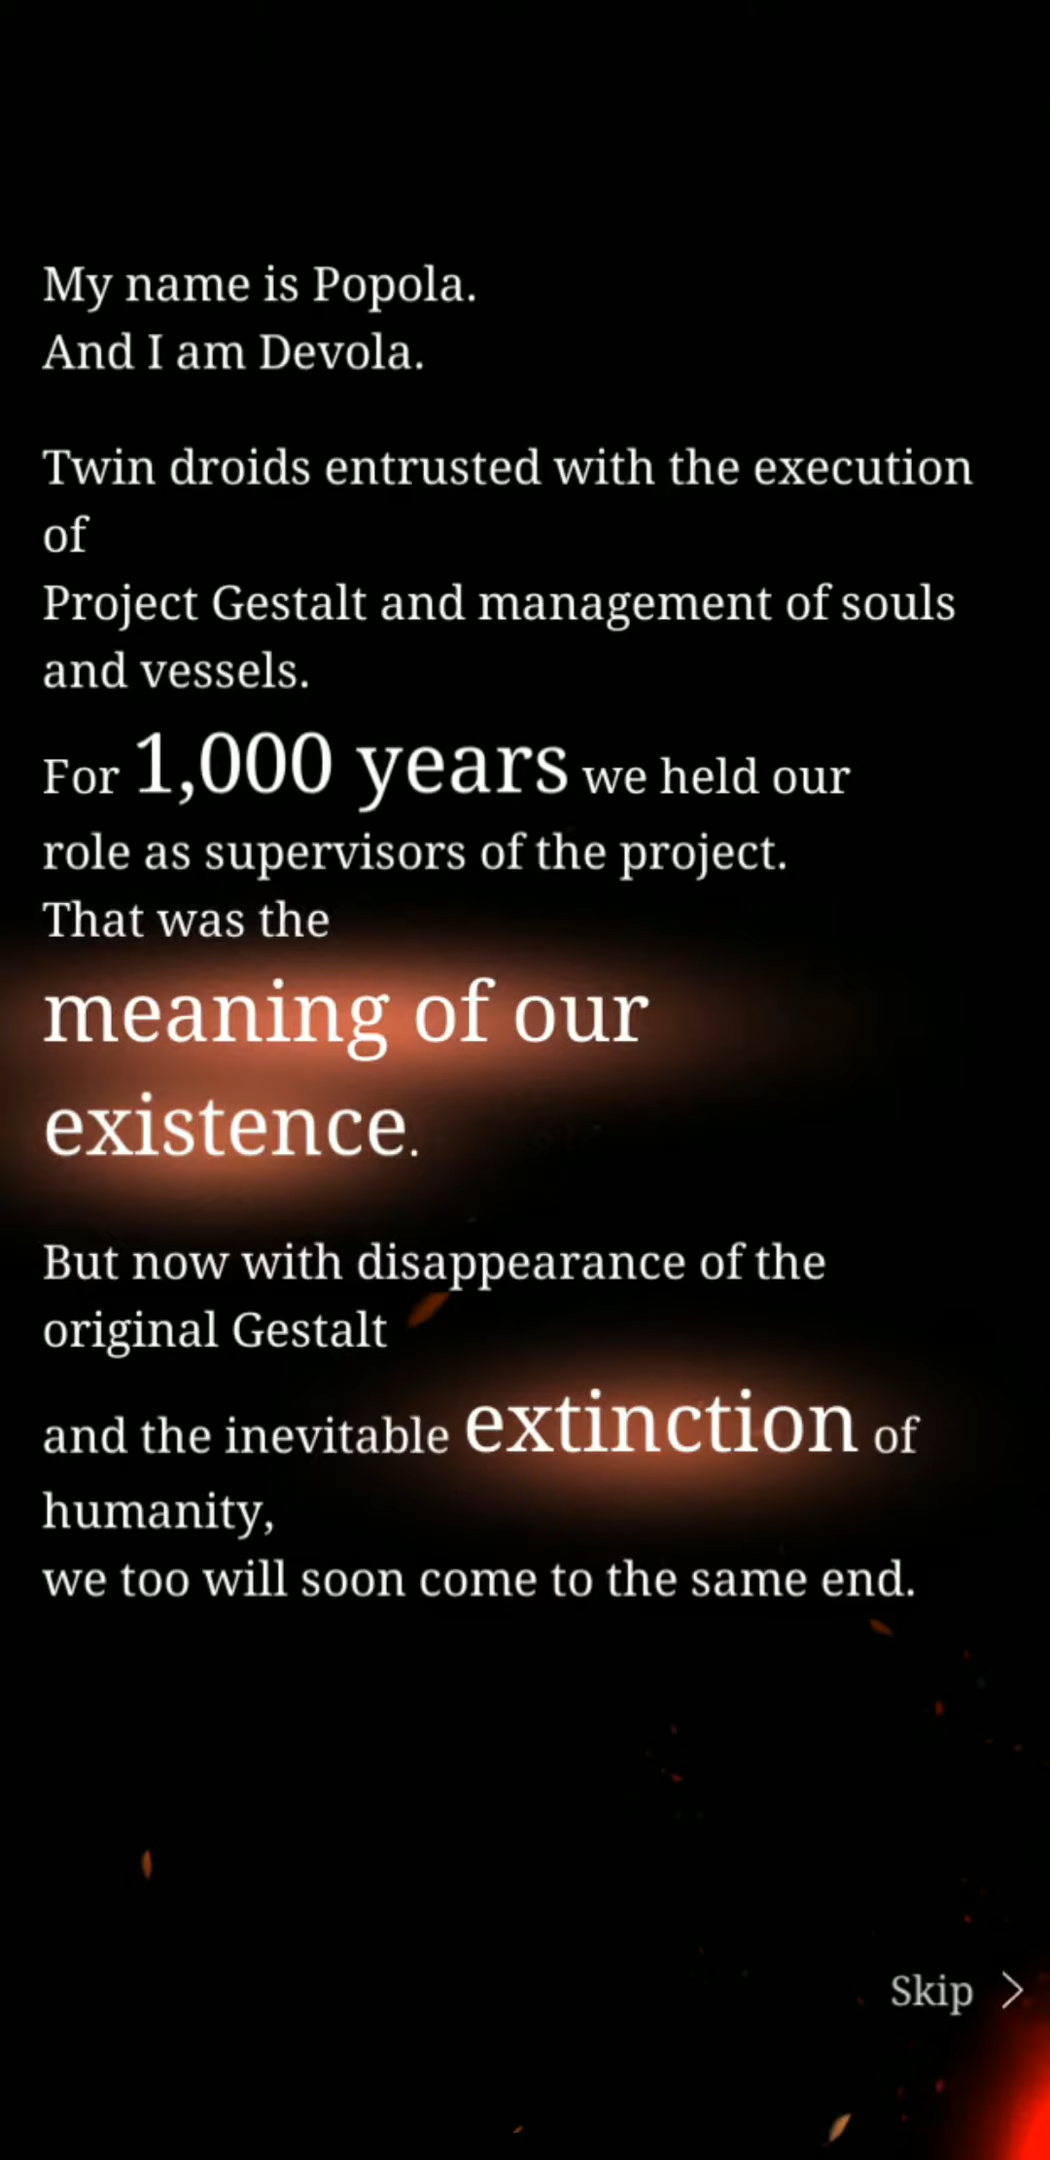 My name is Popola.
And I am Devola.
Twin droids entrusted with the execution
of
Project Gestalt and management of souls
and vessels.
For 1,000 years we held our
role as supervisors of the project.
That was the
meaning of our
existence.
But now with disappearance of the
original Gestalt
and the inevitable extinction of
humanity,
we too will soon come to the same end.
Skip >